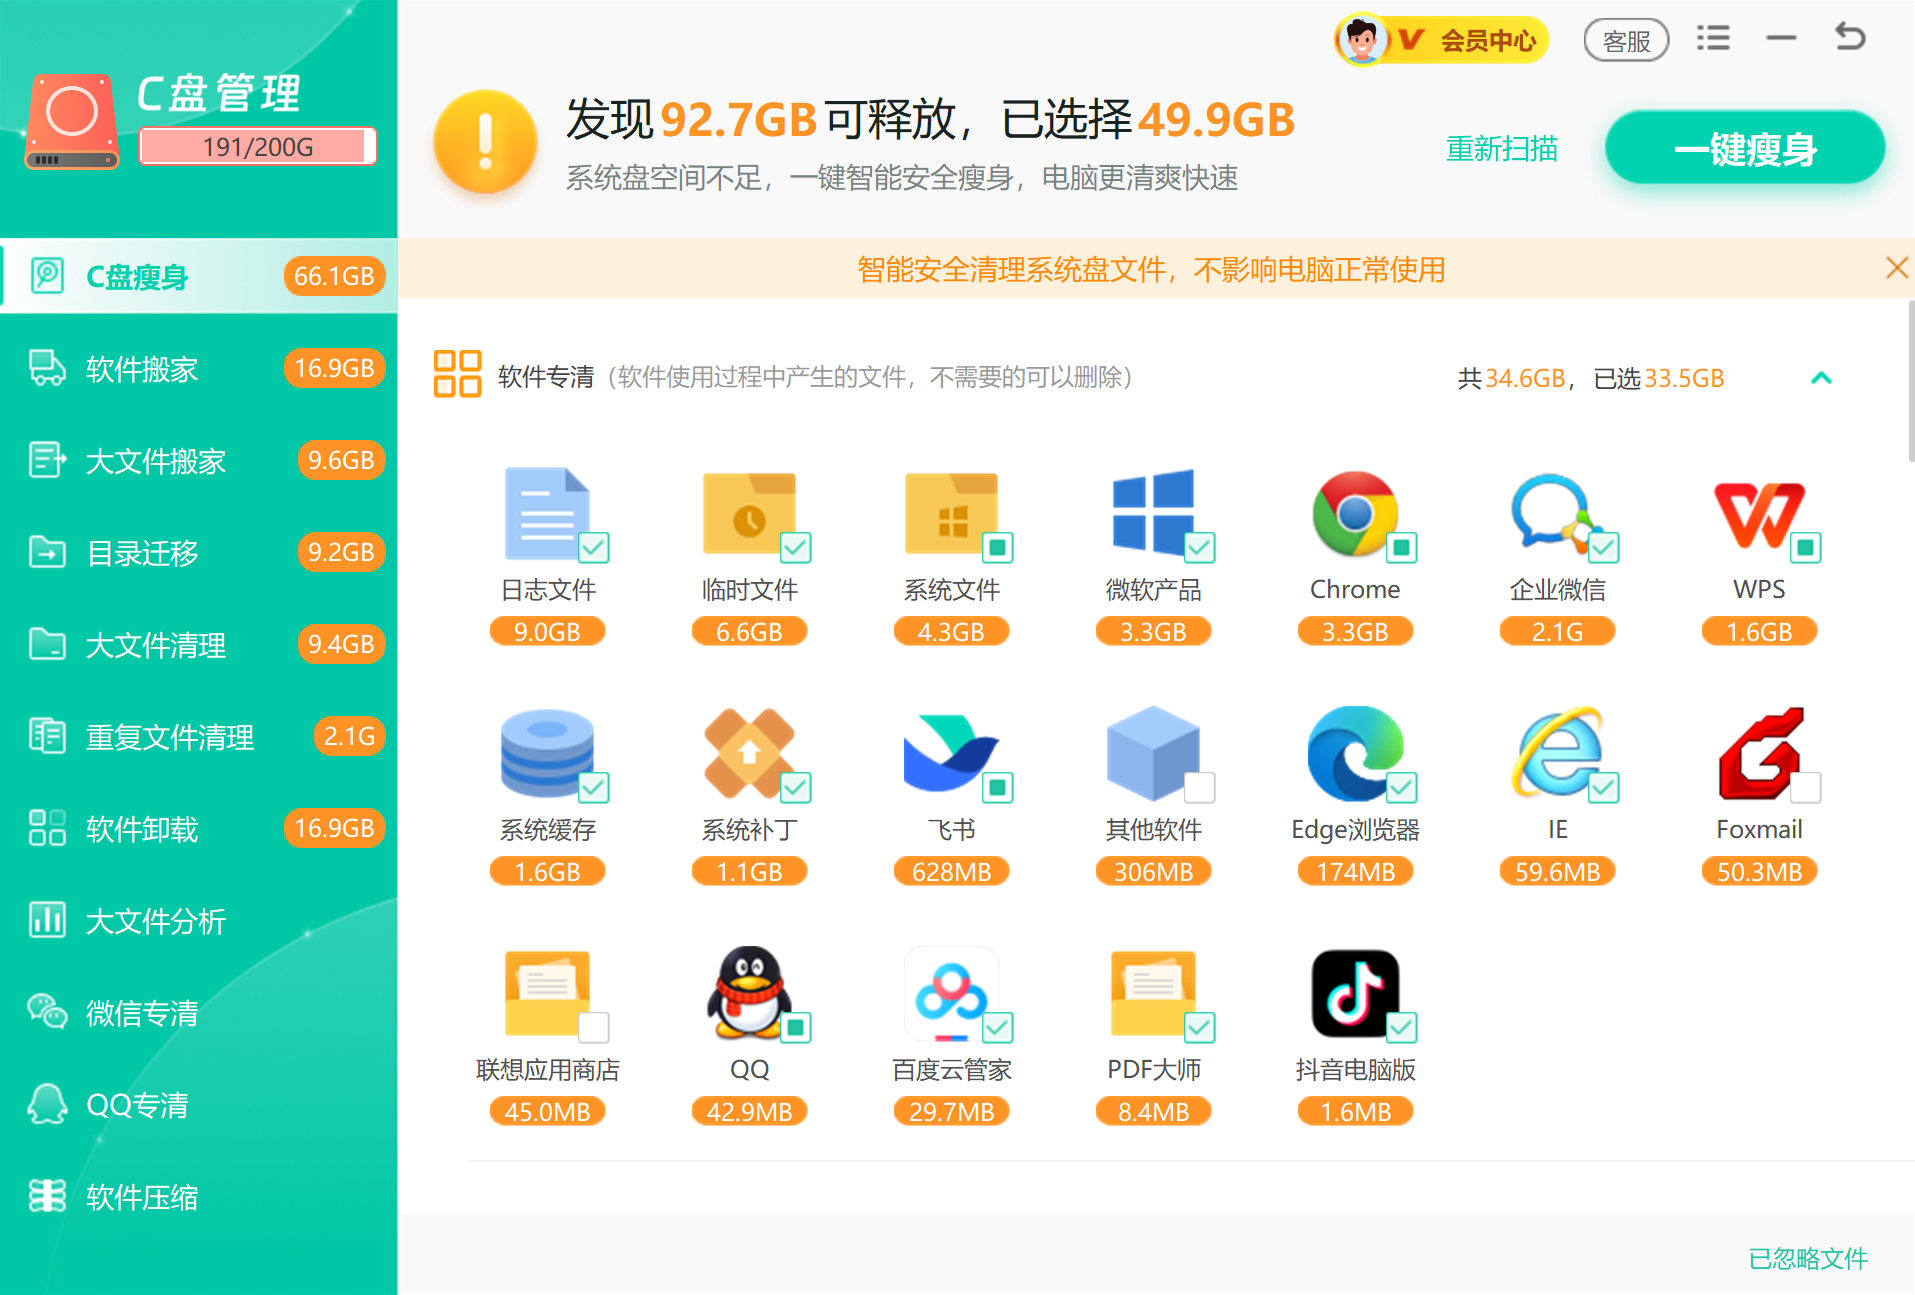 C盘管理
191/200G
C盘瘦身 66.1GB
软件搬家 16.9GB
大文件搬家 9.6GB
目录迁移 9.2GB
大文件清理 9.4GB
重复文件清理 2.1G
软件卸载 16.9GB
大文件分析
微信专清
QQ专清
软件压缩
V 会员中心 客服
发现92.7GB可释放，已选择49.9GB
系统盘空间不足，一键智能安全瘦身，电脑更清爽快速
重新扫描 一键瘦身
智能安全清理系统盘文件，不影响电脑正常使用
软件专清（软件使用过程中产生的文件，不需要的可以删除） 共34.6GB，已选33.5GB
日志文件 临时文件 系统文件 微软产品 Chrome 企业微信 WPS
9.0GB 6.6GB 4.3GB 3.3GB 3.3GB 2.1G 1.6GB
系统缓存 系统补丁 飞书 其他软件 Edge浏览器 IE Foxmail
1.6GB 1.1GB 628MB 306MB 174MB 59.6MB 50.3MB
联想应用商店 QQ 百度云管家 PDF大师 抖音电脑版
45.0MB 42.9MB 29.7MB 8.4MB 1.6MB
已忽略文件